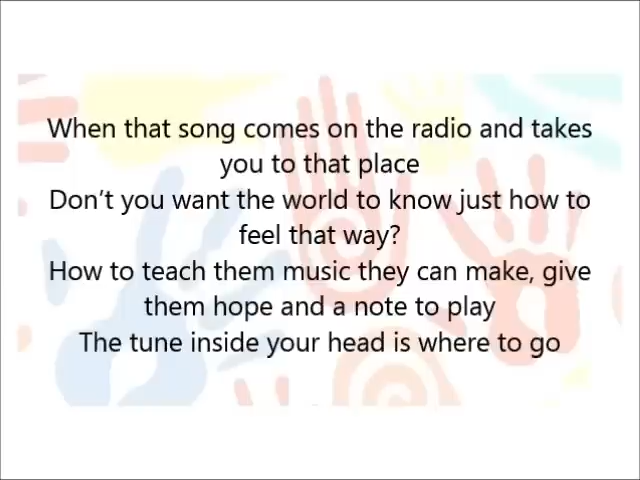 When that song comes on the radio and takes
you to that place
Don’t you want the world to know just how to
feel that way?
How to teach them music they can make, give
them hope and a note to play
The tune inside your head is where to go